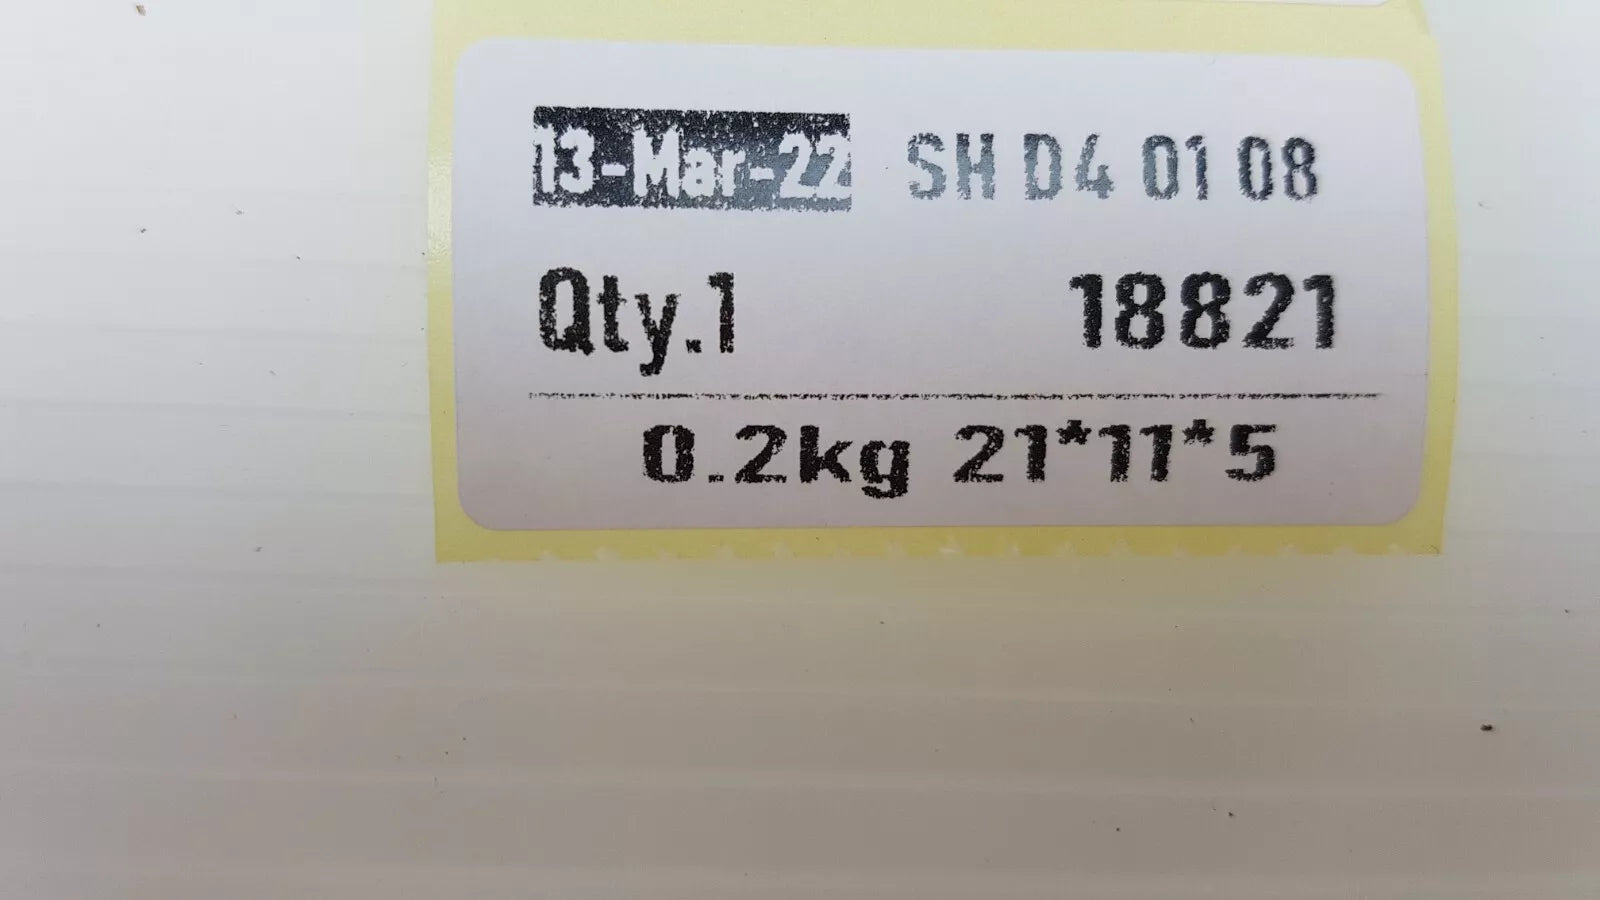 13-Mar-22 SH D4 01 08
Qty.1 18821
0.2kg 21*11*5